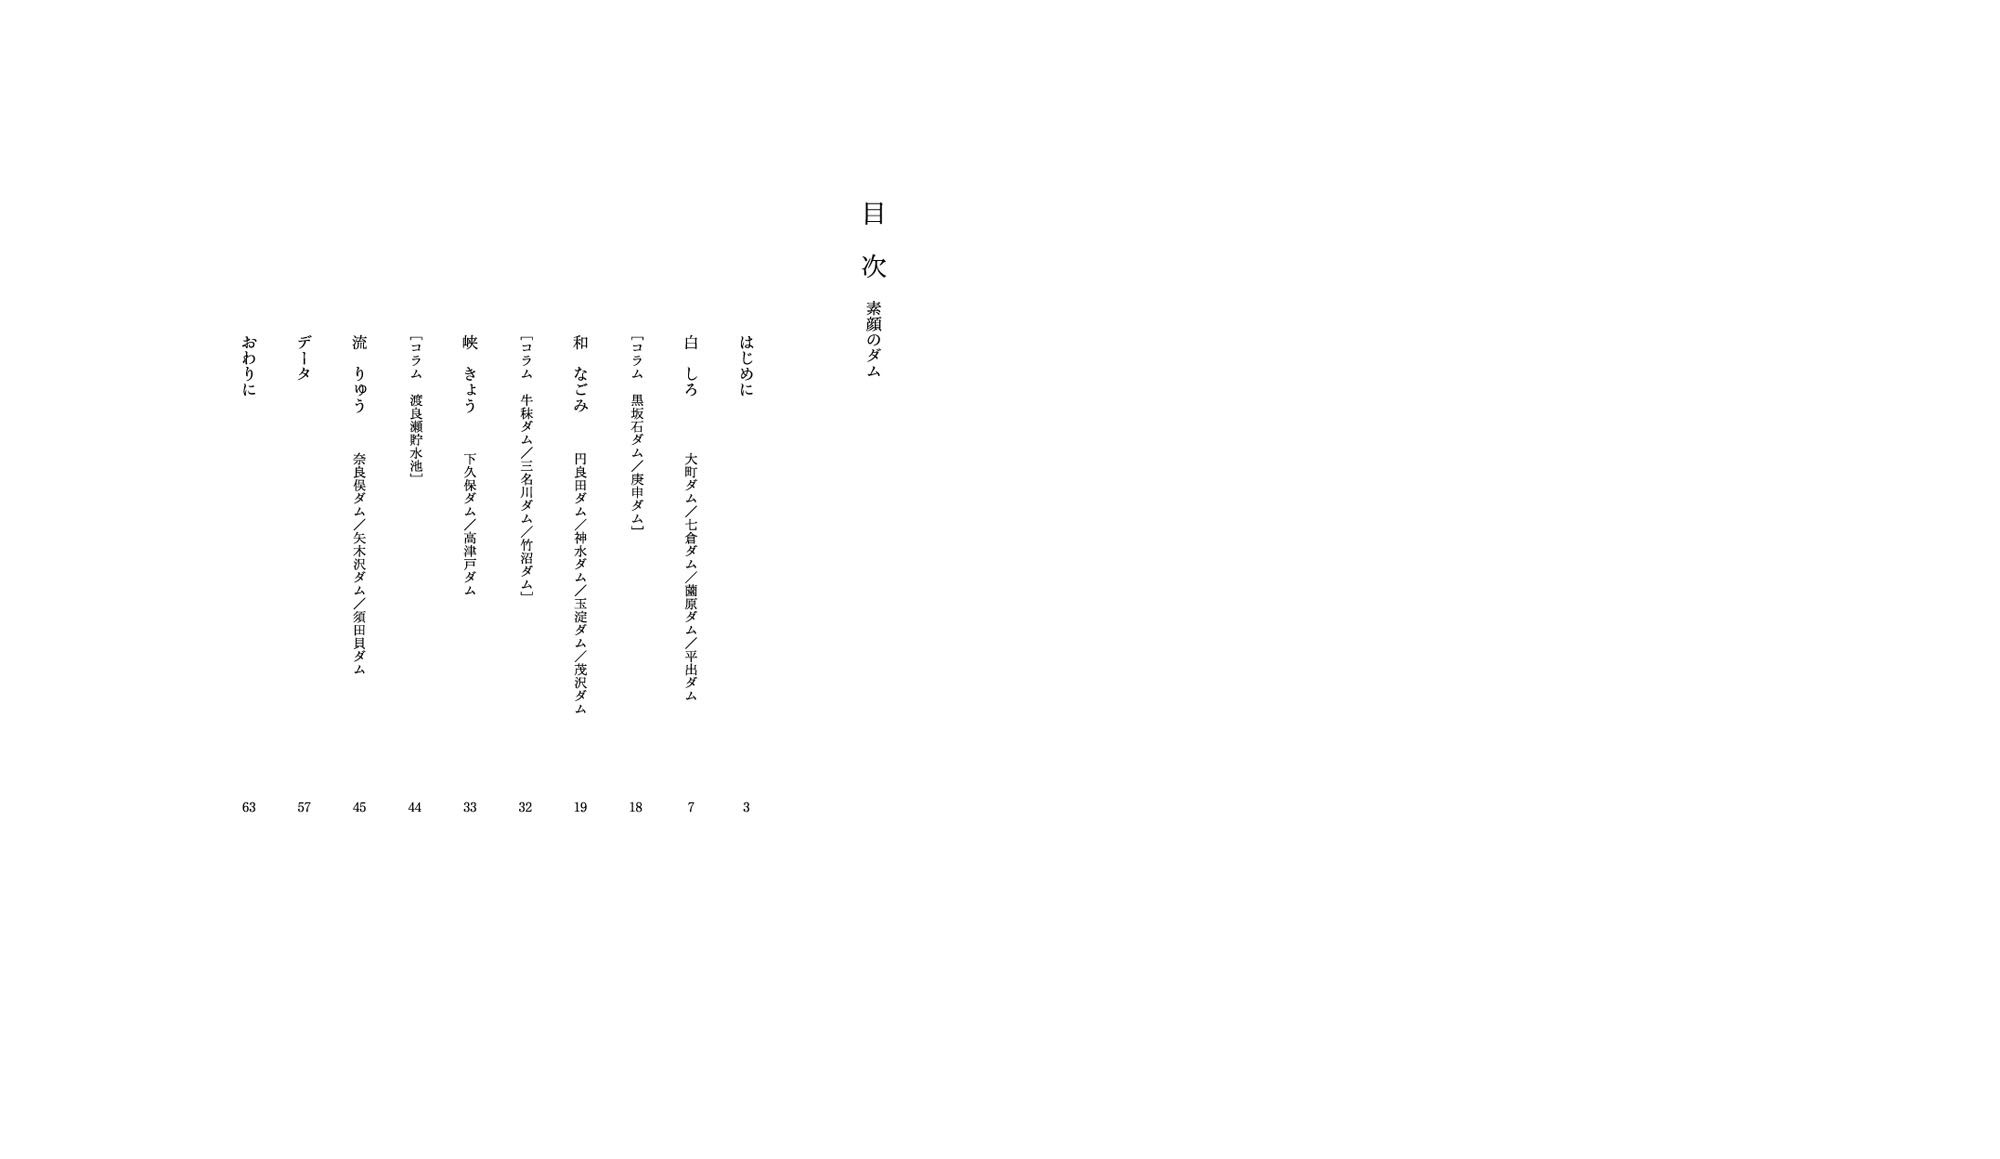 目次 素顔のダム
はじめに 3
白 しろ 大町ダム／七倉ダム／薗原ダム／平出ダム 7
［コラム 黒坂石ダム／庚申ダム］ 18
和 なごみ 円良田ダム／神水ダム／玉淀ダム／茂沢ダム 19
［コラム 牛秣ダム／三名川ダム／竹沼ダム］ 32
峡 きょう 下久保ダム／高津戸ダム 33
［コラム 渡良瀬貯水池］ 44
流 りゅう 奈良俣ダム／矢木沢ダム／須田貝ダム 45
データ 57
おわりに 63